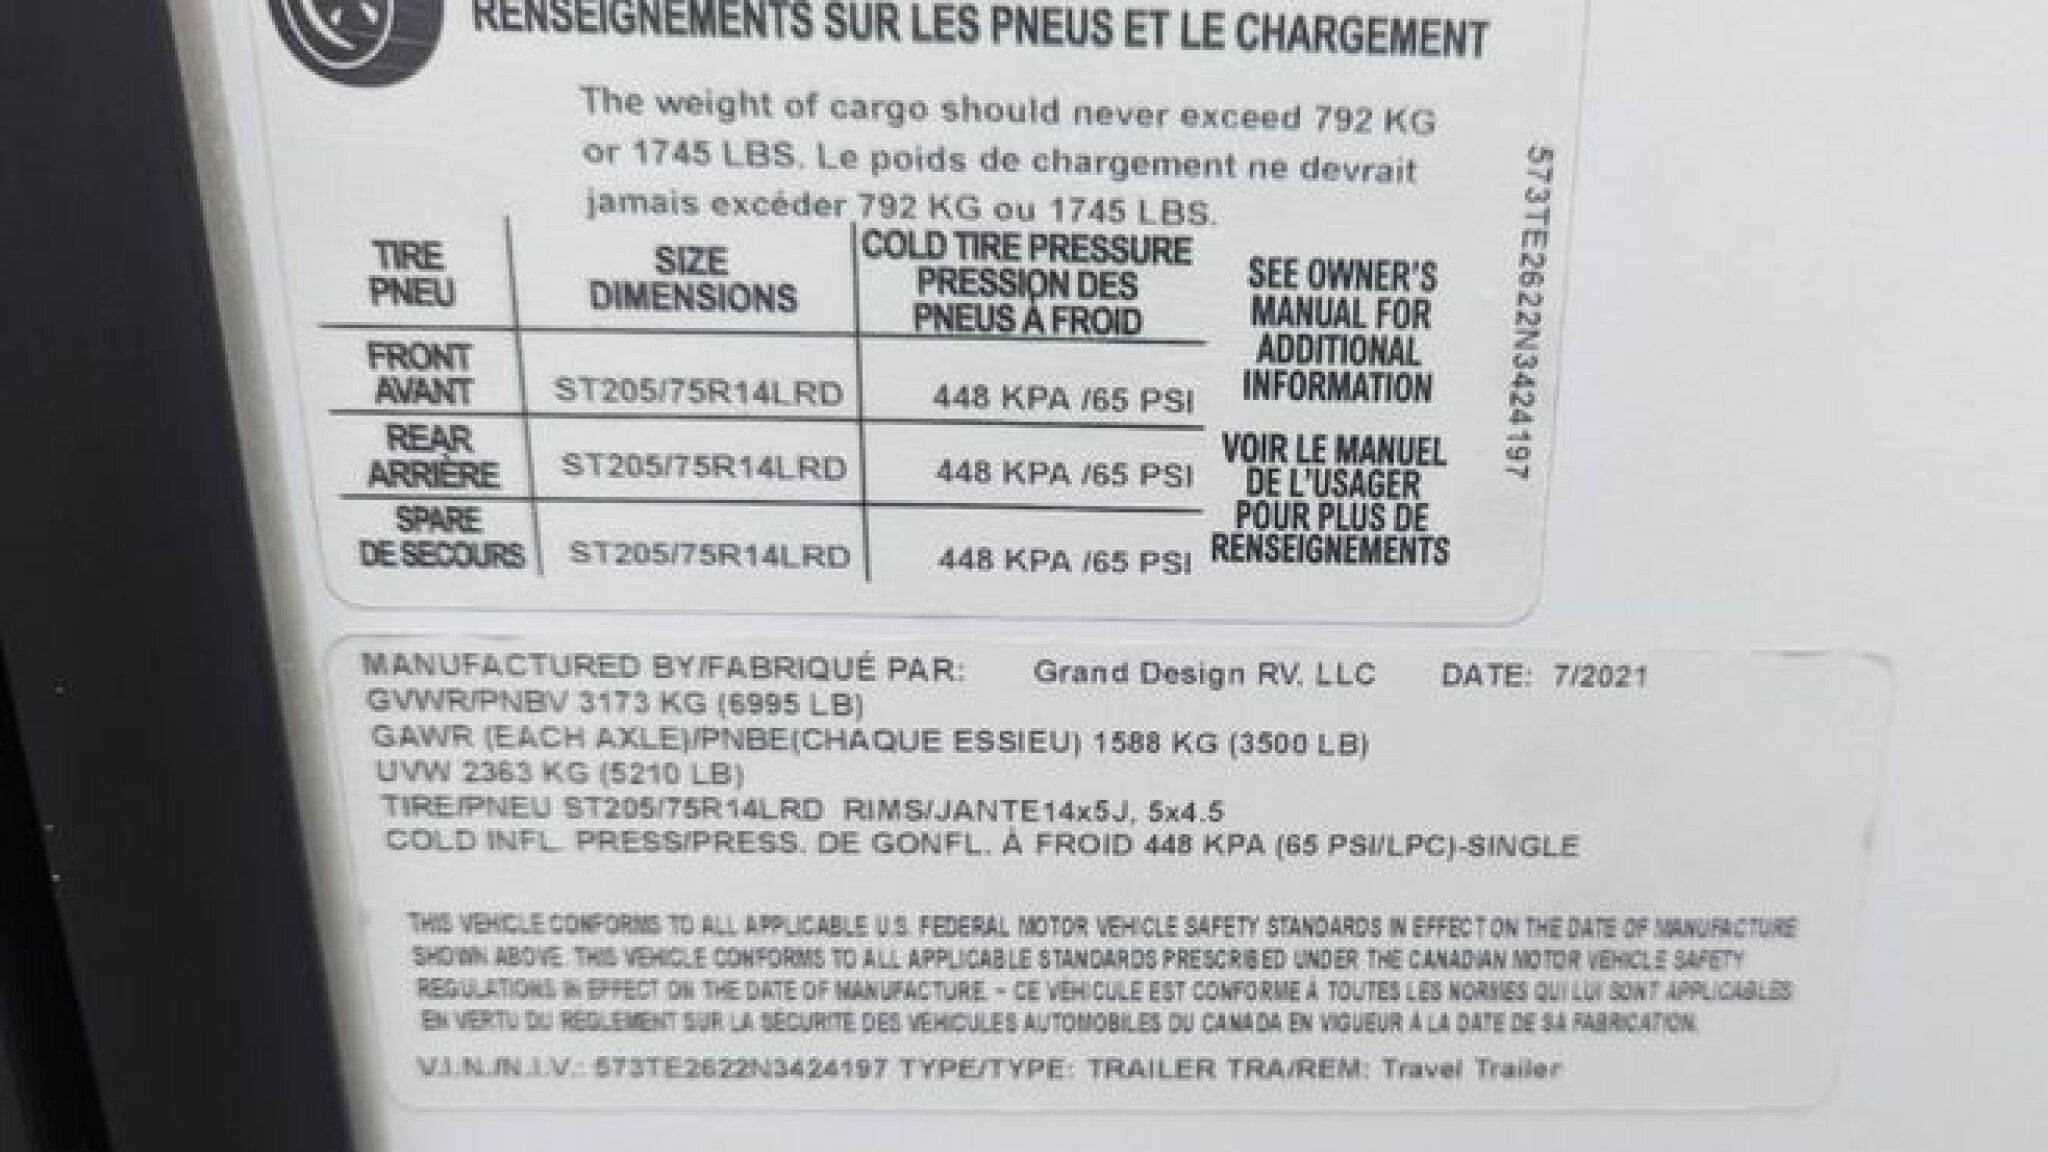 RENSEIGNEMENTS SUR LES PNEUS ET LE CHARGEMENT
The weight of cargo should never exceed 792 KG
or 1745 LBS. Le poids de chargement ne devrait
jamais excéder 792 KG ou 1745 LBS.
TIRE
PNEU
SIZE
DIMENSIONS
COLD TIRE PRESSURE
PRESSION DES
PNEUS À FROID
FRONT
AVANT
ST205/75R14LRD
448 KPA /65 PSI
REAR
ARRIÈRE
ST205/75R14LRD
448 KPA /65 PSI
SPARE
DE SECOURS
ST205/75R14LRD
448 KPA /65 PSI
SEE OWNER'S
MANUAL FOR
ADDITIONAL
INFORMATION
VOIR LE MANUEL
DE L'USAGER
POUR PLUS DE
RENSEIGNEMENTS
573TE2622N3424197
MANUFACTURED BY/FABRIQUÉ PAR: Grand Design RV, LLC DATE: 7/2021
GVWR/PNBV 3173 KG (6995 LB)
GAWR (EACH AXLE)/PNBE(CHAQUE ESSIEU) 1588 KG (3500 LB)
UVW 2363 KG (5210 LB)
TIRE/PNEU ST205/75R14LRD RIMS/JANTE14x5J, 5x4.5
COLD INFL. PRESS/PRESS. DE GONFL. À FROID 448 KPA (65 PSI/LPC)-SINGLE
THIS VEHICLE CONFORMS TO ALL APPLICABLE U.S. FEDERAL MOTOR VEHICLE SAFETY STANDARDS IN EFFECT ON THE DATE OF MANUFACTURE
SHOWN ABOVE. THIS VEHICLE CONFORMS TO ALL APPLICABLE STANDARDS PRESCRIBED UNDER THE CANADIAN MOTOR VEHICLE SAFETY
REGULATIONS IN EFFECT ON THE DATE OF MANUFACTURE. - CE VÉHICULE EST CONFORME À TOUTES LES NORMES QUI LUI SONT APPLICABLES
EN VERTU DU RÈGLEMENT SUR LA SÉCURITÉ DES VÉHICULES AUTOMOBILES DU CANADA EN VIGUEUR À LA DATE DE SA FABRICATION.
V.I.N./N.I.V.: 573TE2622N3424197 TYPE/TYPE: TRAILER TRA/REM: Travel Trailer